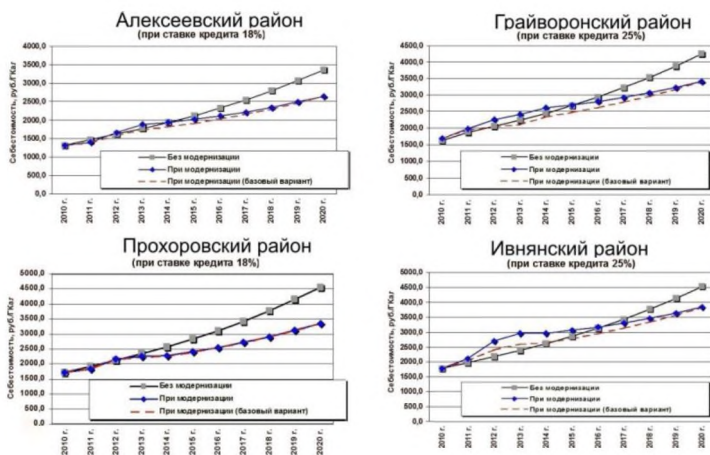 Алексеевский район
(при ставке кредита 18%)
Себестоимость, руб./ГКаг
4000,0
3500,0
3000,0
2500,0
2000,0
1500,0
1000,0
500,0
0,0
Без модернизации
При модернизации
При модернизации (базовый вариант)
2010 г.
2011 г.
2012 г.
2013 г.
2014 г.
2015 г.
2016 г.
2017 г.
2018 г.
2019 г.
2020 г.
Грайворонский район
(при ставке кредита 25%)
Себестоимость, руб./ГКаг
4500,0
4000,0
3500,0
3000,0
2500,0
2000,0
1500,0
1000,0
500,0
0,0
Без модернизации
При модернизации
При модернизации (базовый вариант)
2010 г.
2011 г.
2012 г.
2013 г.
2014 г.
2015 г.
2016 г.
2017 г.
2018 г.
2019 г.
2020 г.
Прохоровский район
(при ставке кредита 18%)
Себестоимость, руб./ГКаг
5000,0
4500,0
4000,0
3500,0
3000,0
2500,0
2000,0
1500,0
1000,0
500,0
0,0
Без модернизации
При модернизации
При модернизации (базовый вариант)
2010 г.
2011 г.
2012 г.
2013 г.
2014 г.
2015 г.
2016 г.
2017 г.
2018 г.
2019 г.
2020 г.
Ивнянский район
(при ставке кредита 25%)
Себестоимость, руб./ГКаг
5000,0
4500,0
4000,0
3500,0
3000,0
2500,0
2000,0
1500,0
1000,0
500,0
0,0
Без модернизации
При модернизации
При модернизации (базовый вариант)
2010 г.
2011 г.
2012 г.
2013 г.
2014 г.
2015 г.
2016 г.
2017 г.
2018 г.
2019 г.
2020 г.